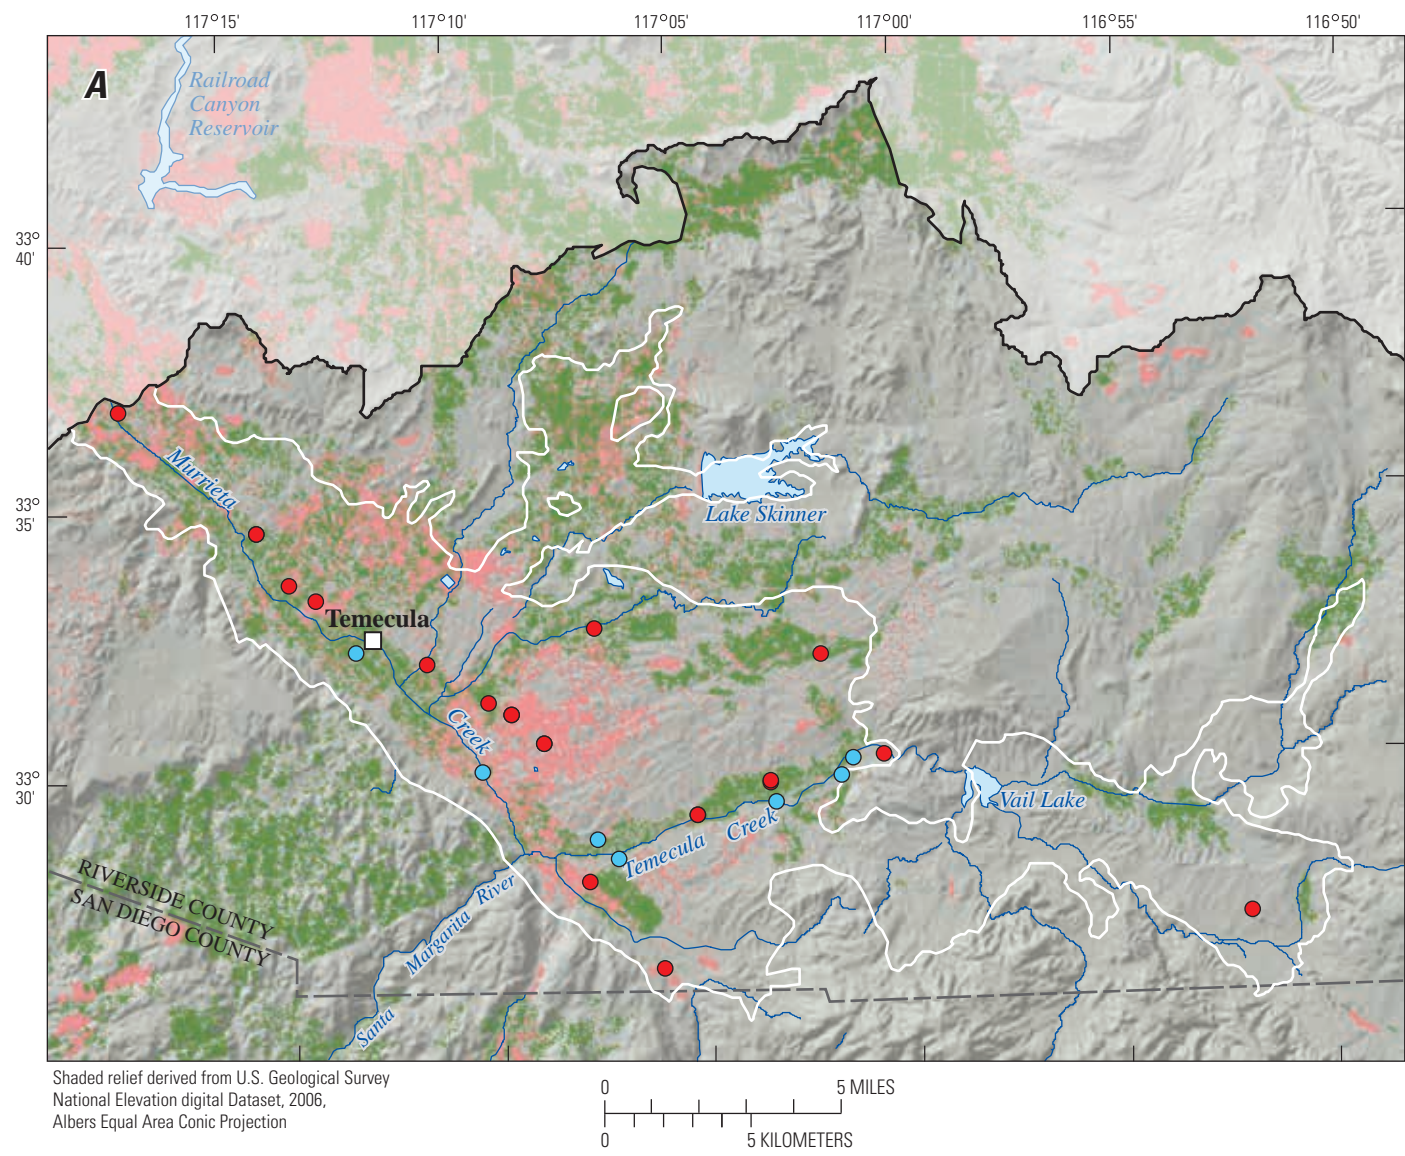 117°15'
117°10'
117°05'
117°00'
116°55'
116°50'
A
Railroad
Canyon
Reservoir
33°
40'
Murrieta
33°
35'
Lake Skinner
Temecula
Creek
33°
30'
Vail Lake
Temecula Creek
RIVERSIDE COUNTY
SAN DIEGO COUNTY
Santa Margarita River
Shaded relief derived from U.S. Geological Survey
National Elevation digital Dataset, 2006,
Albers Equal Area Conic Projection
0 5 MILES
0 5 KILOMETERS